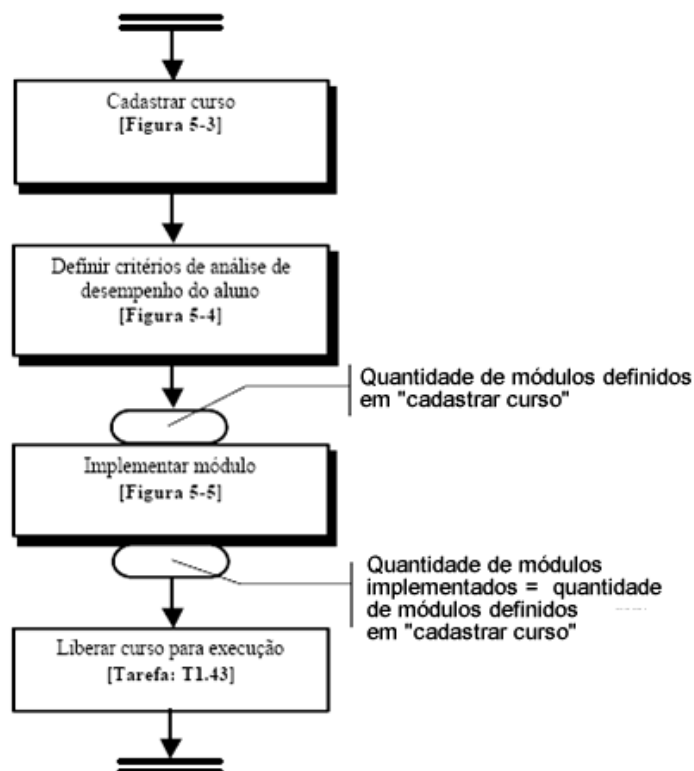 Cadastrar curso
[Figura 5-3]
Definir critérios de análise de
desempenho do aluno
[Figura 5-4]
Quantidade de módulos definidos
em "cadastrar curso"
Implementar módulo
[Figura 5-5]
Quantidade de módulos
implementados = quantidade
de módulos definidos
em "cadastrar curso"
Liberar curso para execução
[Tarefa: T1.43]